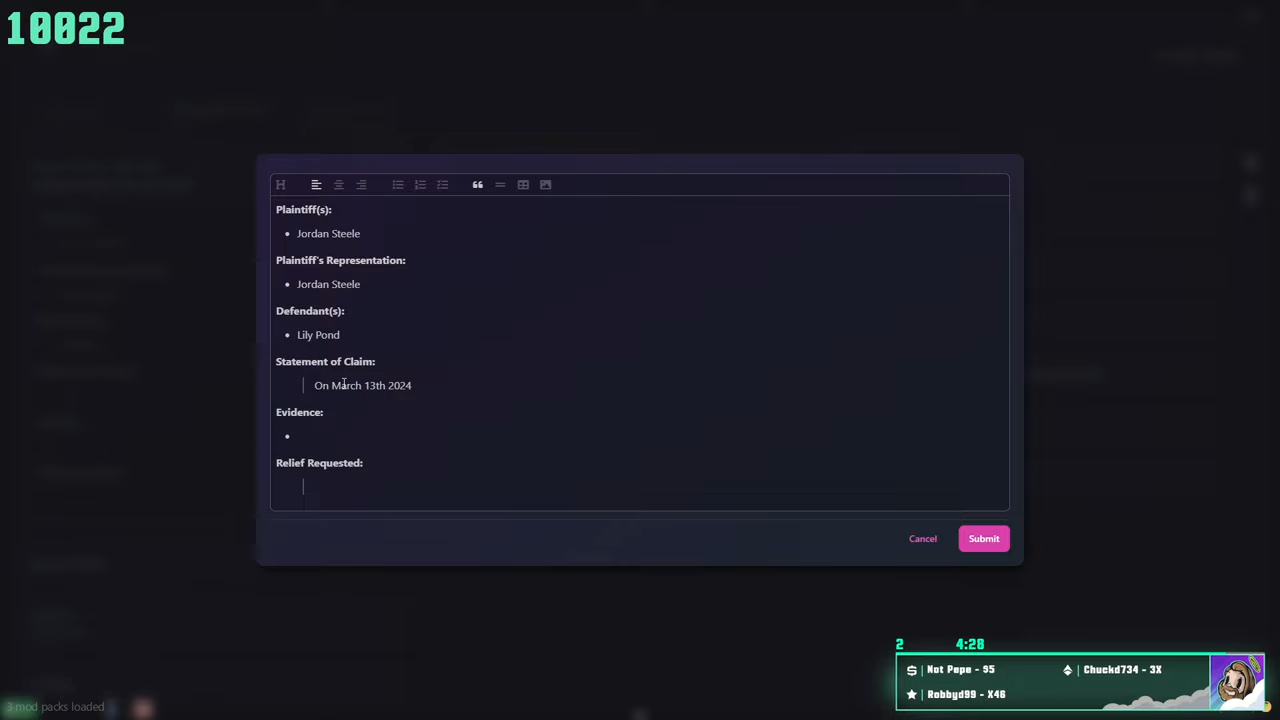 10022
Plaintiff(s):
Jordan Steele
Plaintiff's Representation:
Jordan Steele
Defendant(s):
Lily Pond
Statement of Claim:
On March 13th 2024
Evidence:
Relief Requested:
Cancel
Submit
2 4:28
Not Pepe - 95
Chuckd734 - 3X
Robbyd99 - X46
3 mod packs loaded